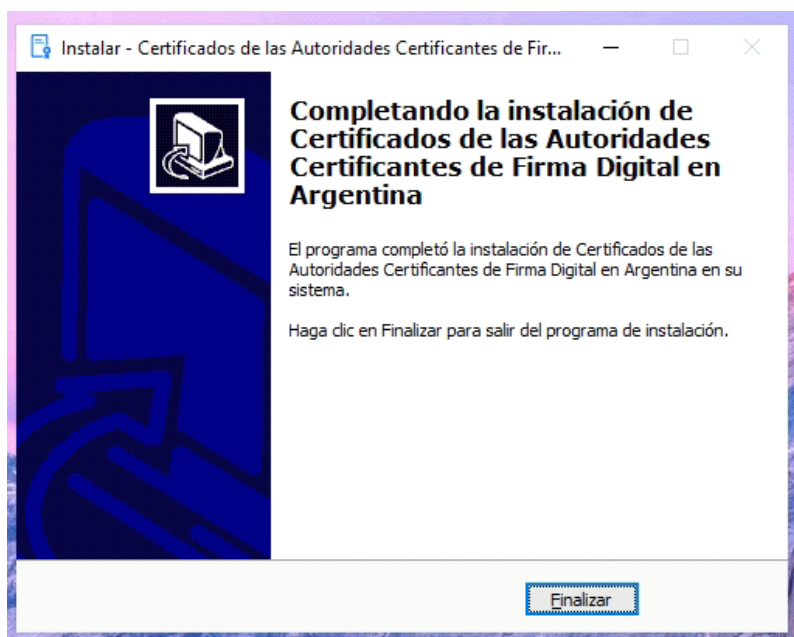 Instalar - Certificados de las Autoridades Certificantes de Fir...
Completando la instalación de
Certificados de las Autoridades
Certificantes de Firma Digital en
Argentina
El programa completó la instalación de Certificados de las
Autoridades Certificantes de Firma Digital en Argentina en su
sistema.
Haga clic en Finalizar para salir del programa de instalación.
Finalizar